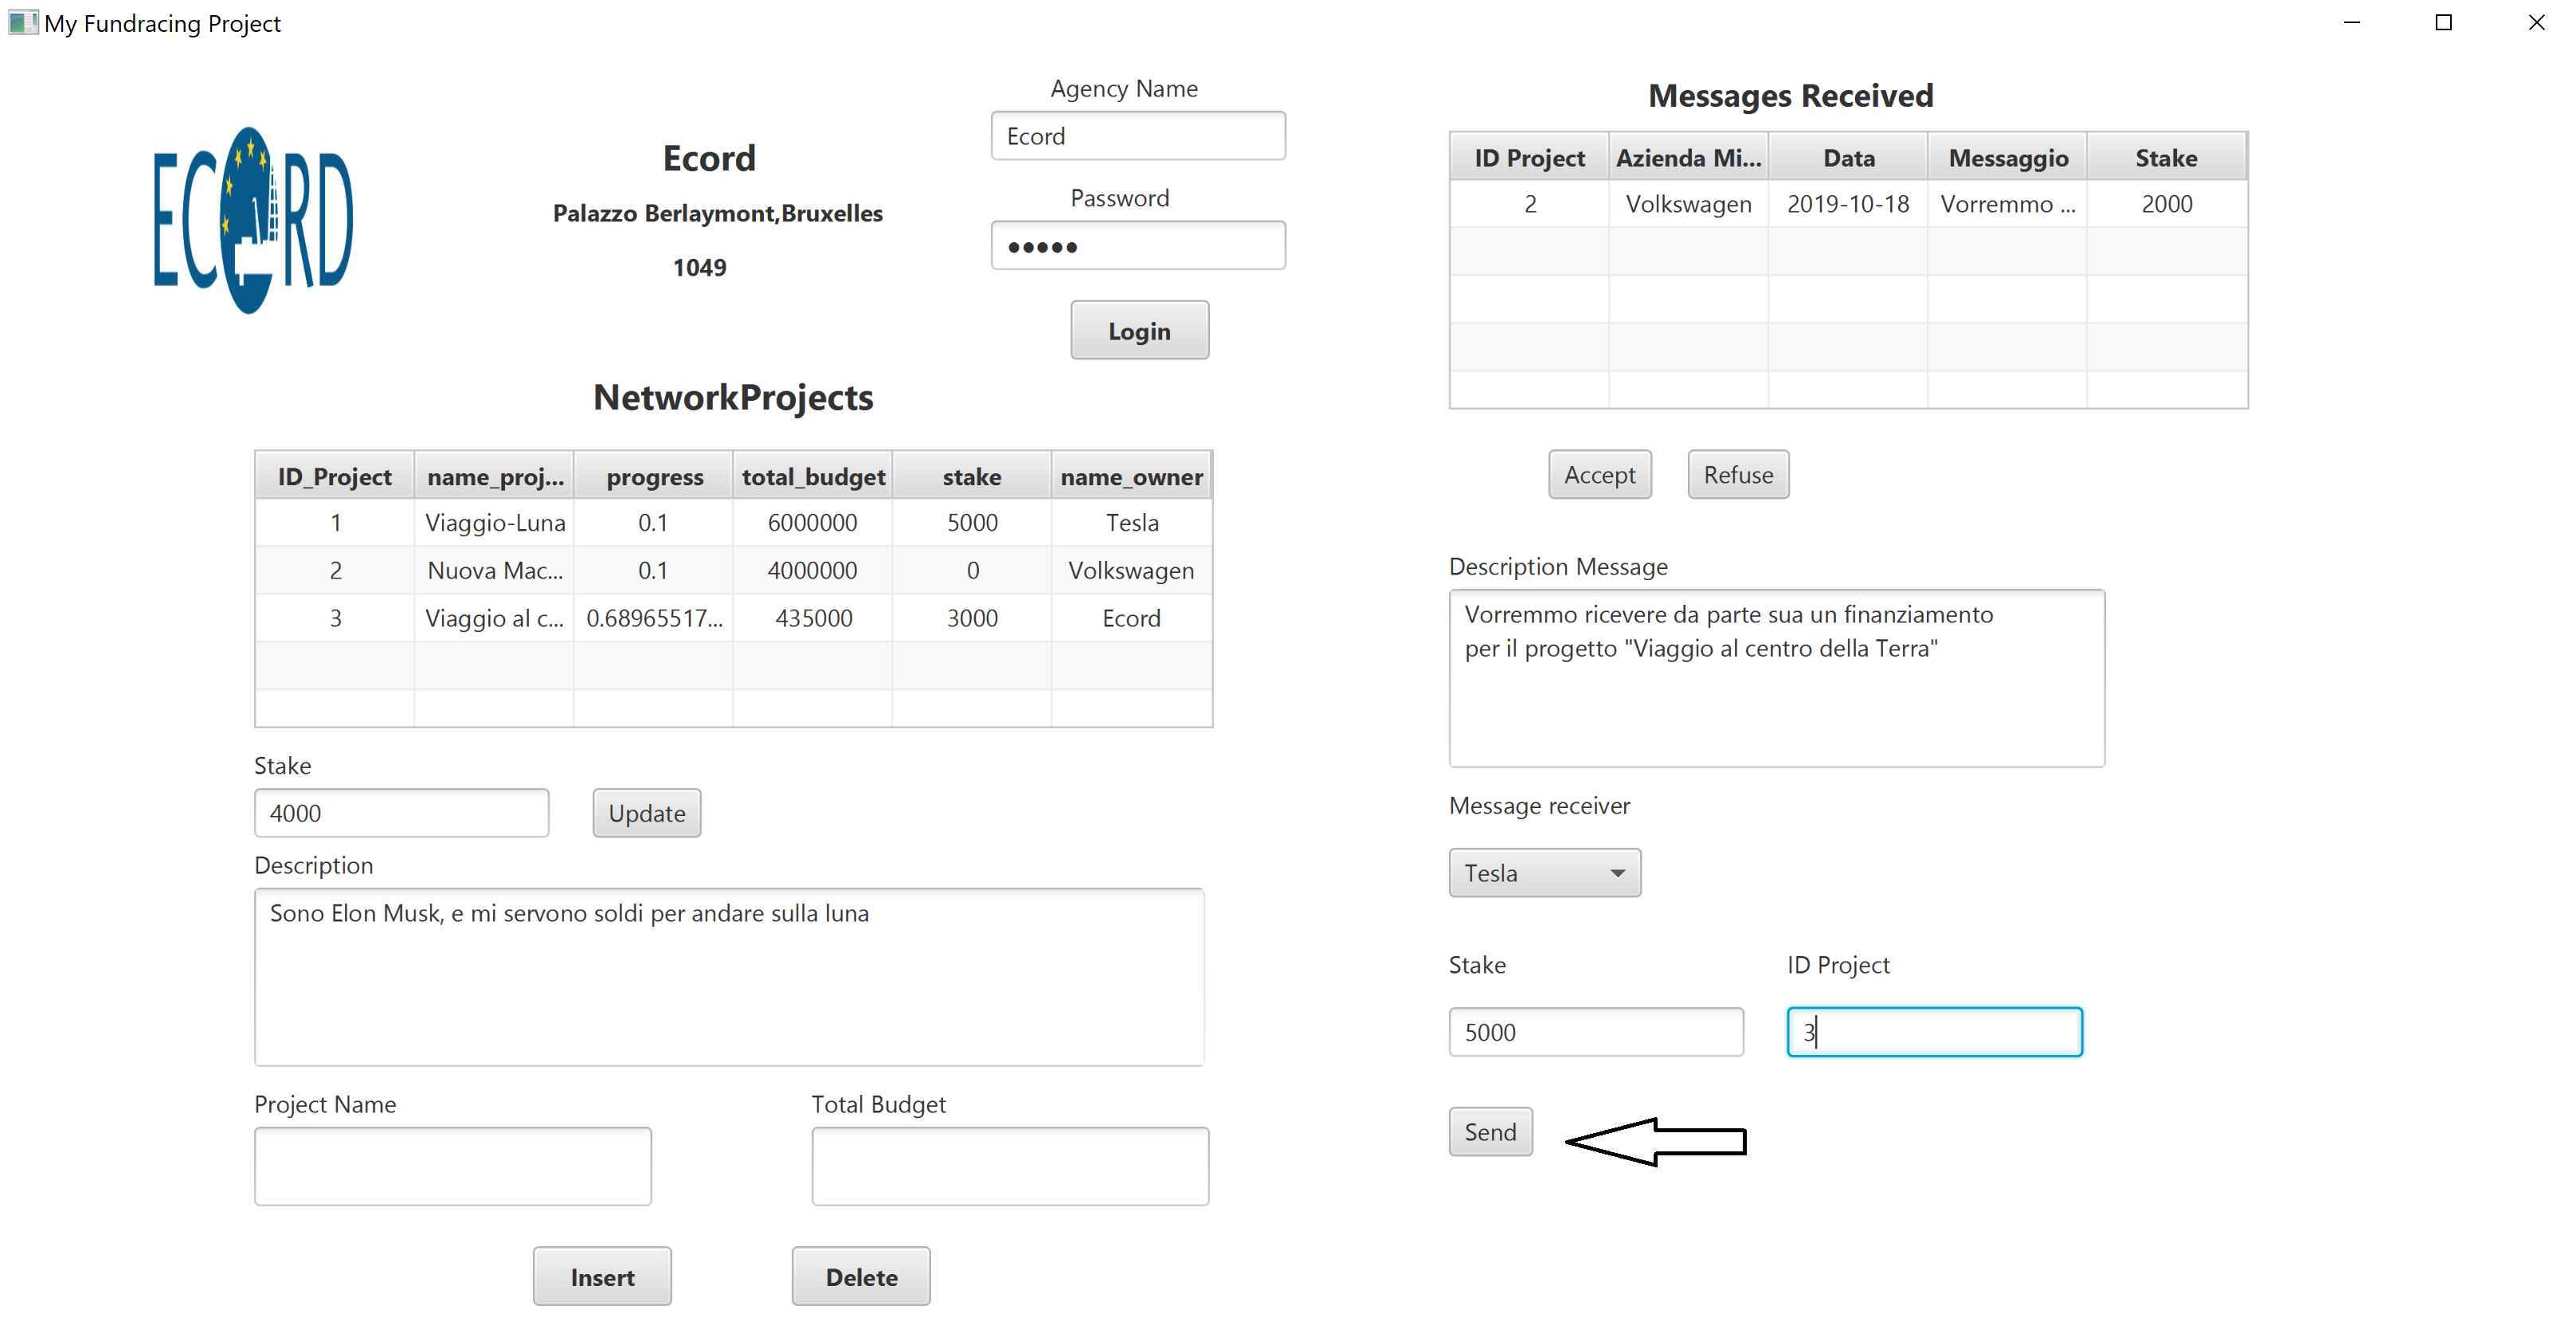 My Fundracing Project
ECORD
Ecord
Palazzo Berlaymont,Bruxelles
1049
Agency Name
Ecord
Password
●●●●●
Login
NetworkProjects
ID_Project name_proj... progress total_budget stake name_owner
1 Viaggio-Luna 0.1 6000000 5000 Tesla
2 Nuova Mac... 0.1 4000000 0 Volkswagen
3 Viaggio al c... 0.68965517... 435000 3000 Ecord
Stake
4000 Update
Description
Sono Elon Musk, e mi servono soldi per andare sulla luna
Project Name Total Budget
Insert Delete
Messages Received
ID Project Azienda Mi... Data Messaggio Stake
2 Volkswagen 2019-10-18 Vorremmo ... 2000
Accept Refuse
Description Message
Vorremmo ricevere da parte sua un finanziamento
per il progetto "Viaggio al centro della Terra"
Message receiver
Tesla
Stake ID Project
5000 3
Send